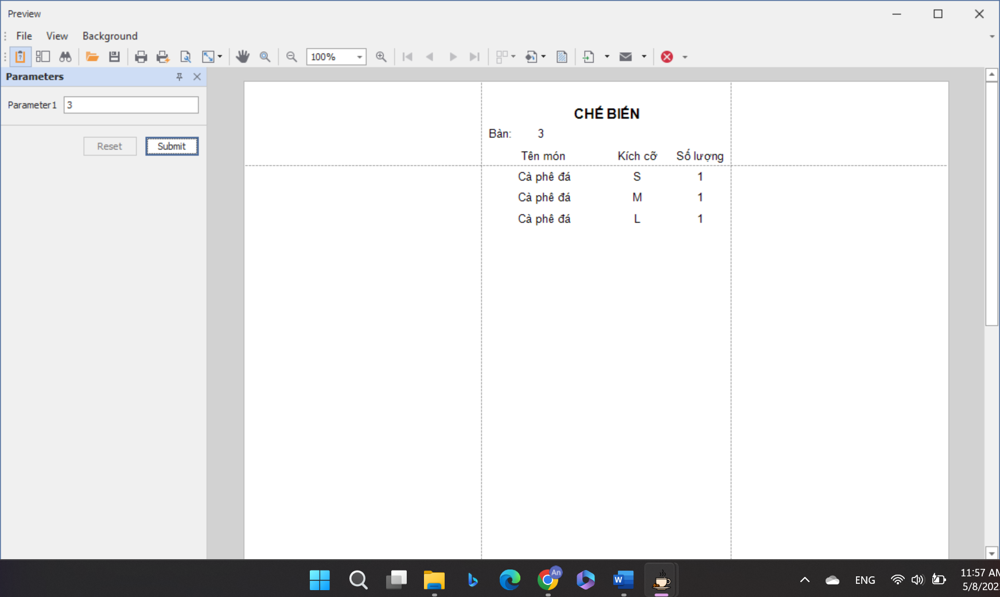 Preview
File View Background
100%
Parameters
Parameter1 3
Reset Submit
CHẾ BIẾN
Bàn: 3
Tên món Kích cỡ Số lượng
Cà phê đá S 1
Cà phê đá M 1
Cà phê đá L 1
An
W
ENG
11:57 AM
5/8/202